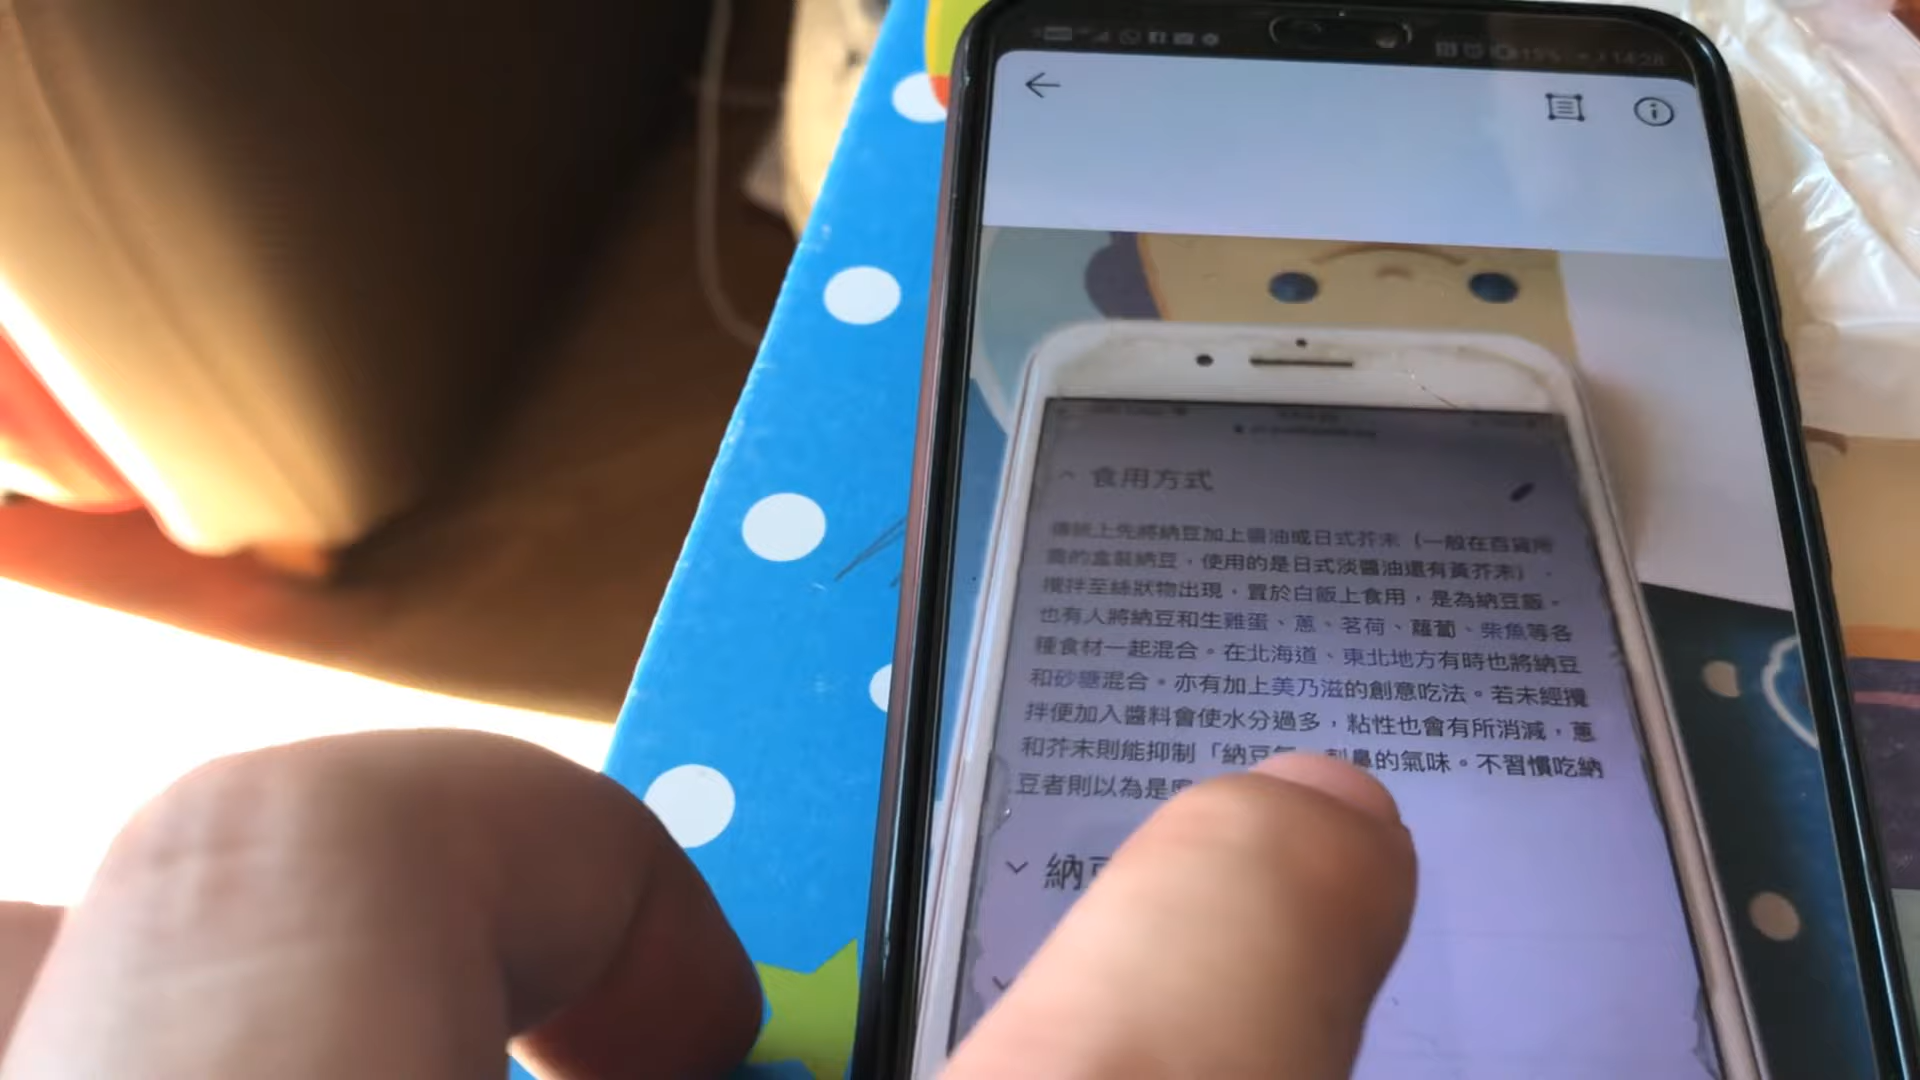 14:28
食用方式
傳統上先將納豆加上醬油或日式芥末（一般在百貨所
賣的盒裝納豆，使用的是日式淡醬油還有黃芥末），
攪拌至絲狀物出現，置於白飯上食用，是為納豆飯。
也有人將納豆和生雞蛋、蔥、茗荷、蘿蔔、柴魚等各
種食材一起混合。在北海道、東北地方有時也將納豆
和砂糖混合。亦有加上美乃滋的創意吃法。若未經攪
拌便加入醬料會使水分過多，粘性也會有所消減，蔥
和芥末則能抑制「納豆 刺鼻的氣味。不習慣吃納
豆者則以為是
納豆